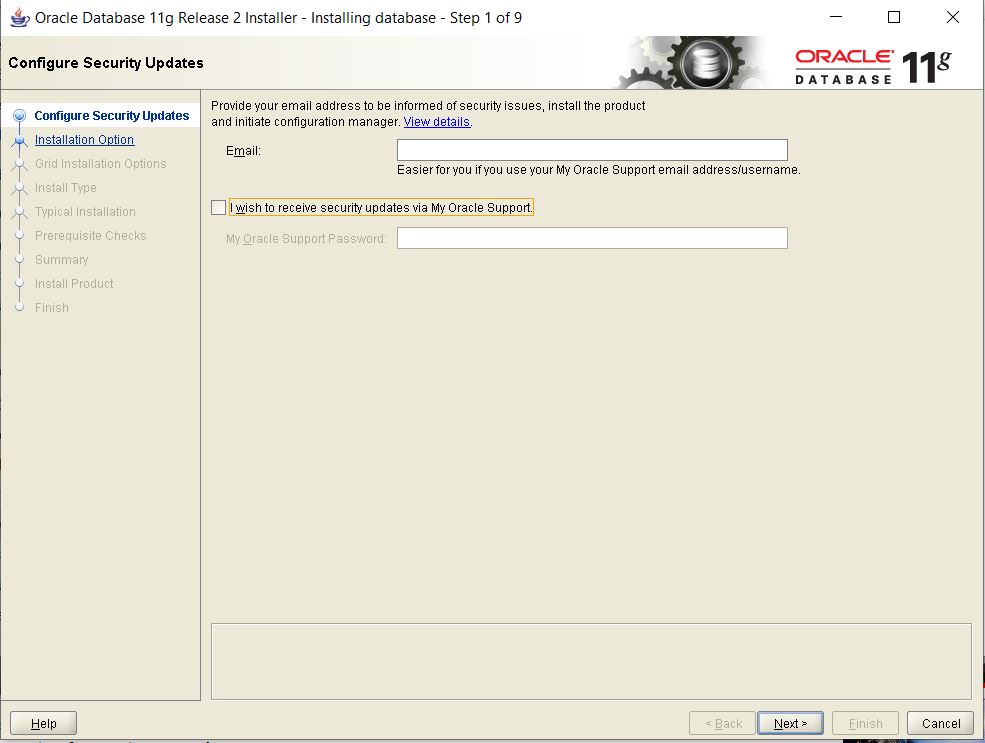 Oracle Database 11g Release 2 Installer - Installing database - Step 1 of 9
Configure Security Updates
ORACLE
DATABASE
11g
Configure Security Updates
Installation Option
Grid Installation Options
Install Type
Typical Installation
Prerequisite Checks
Summary
Install Product
Finish
Provide your email address to be informed of security issues, install the product
and initiate configuration manager. View details.
Email:
Easier for you if you use your My Oracle Support email address/username.
I wish to receive security updates via My Oracle Support.
My Oracle Support Password:
Help
< Back
Next >
Finish
Cancel